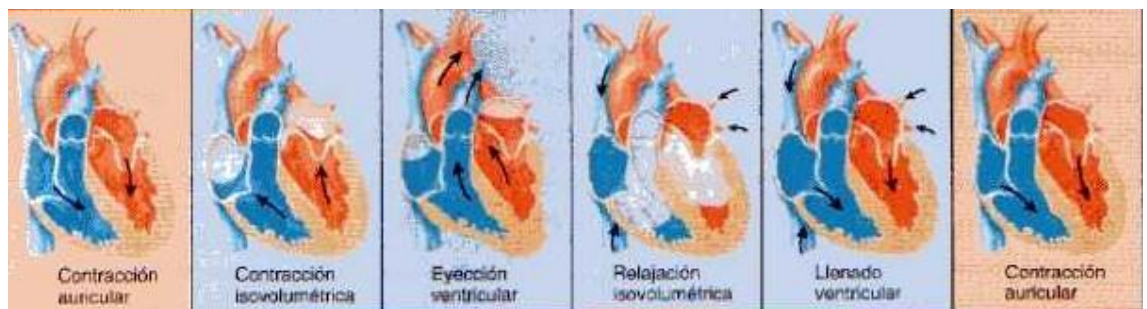 Contracción
auricular
Contracción
isovolumétrica
Eyección
ventricular
Relajación
isovolumétrica
Llenado
ventricular
Contracción
auricular